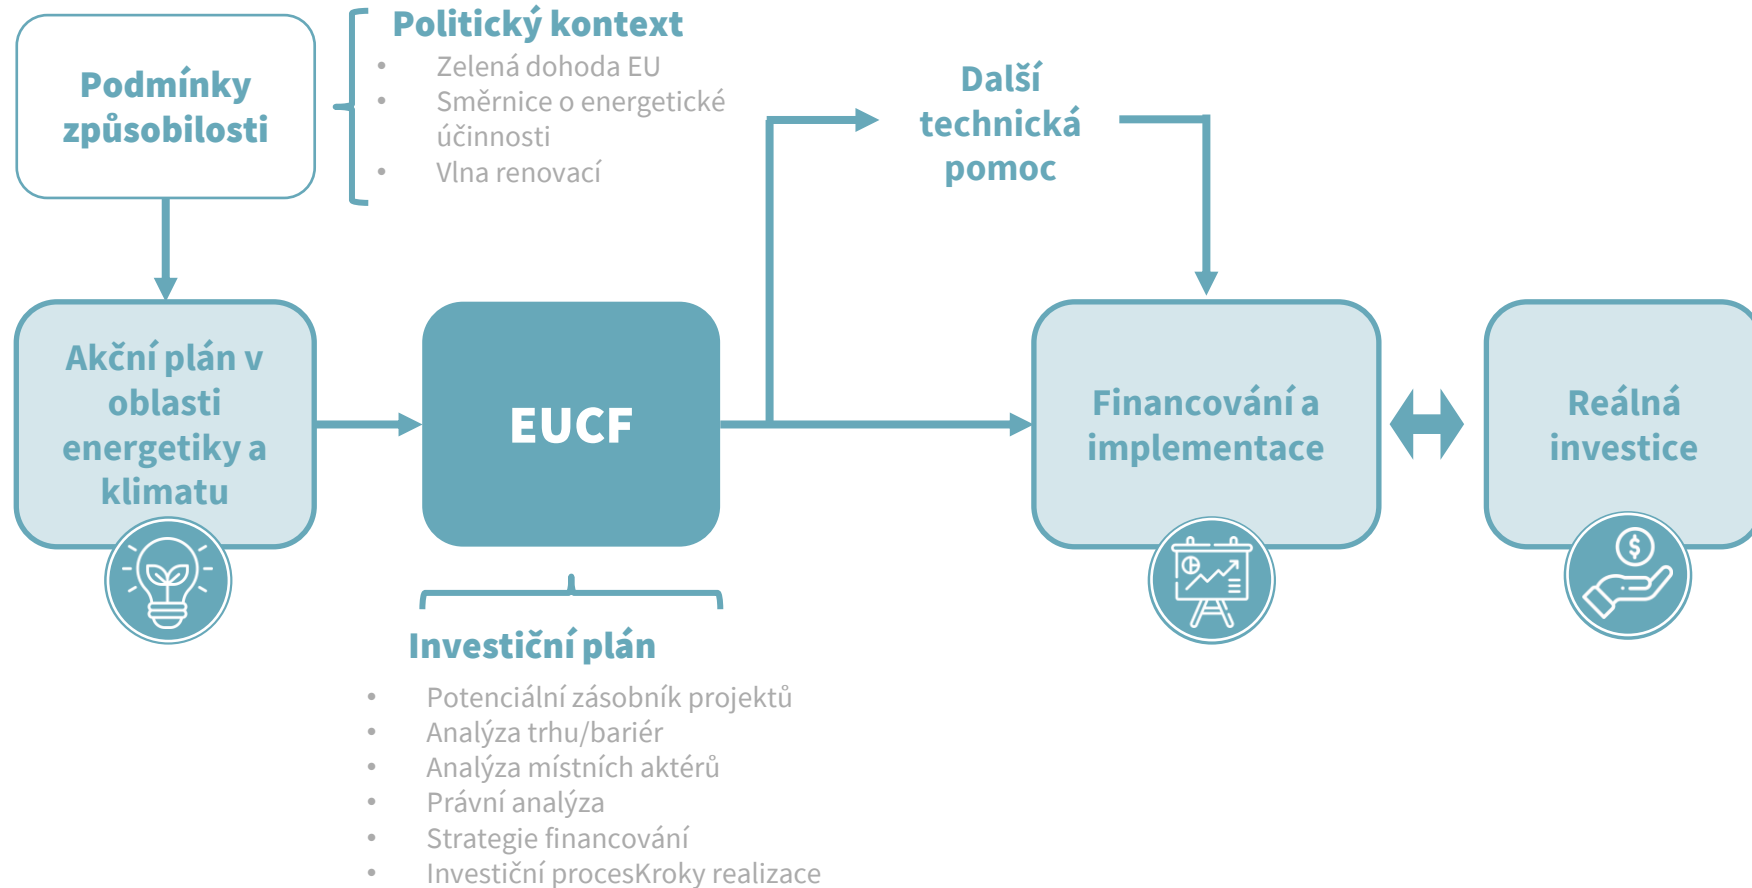 Podmínky
způsobilosti
Politický kontext
• Zelená dohoda EU
• Směrnice o energetické
účinnosti
• Vlna renovací
Další
technická
pomoc
Akční plán v
oblasti
energetiky a
klimatu
EUCF
Financování a
implementace
Reálná
investice
$
Investiční plán
• Potenciální zásobník projektů
• Analýza trhu/bariér
• Analýza místních aktérů
• Právní analýza
• Strategie financování
• Investiční procesKroky realizace